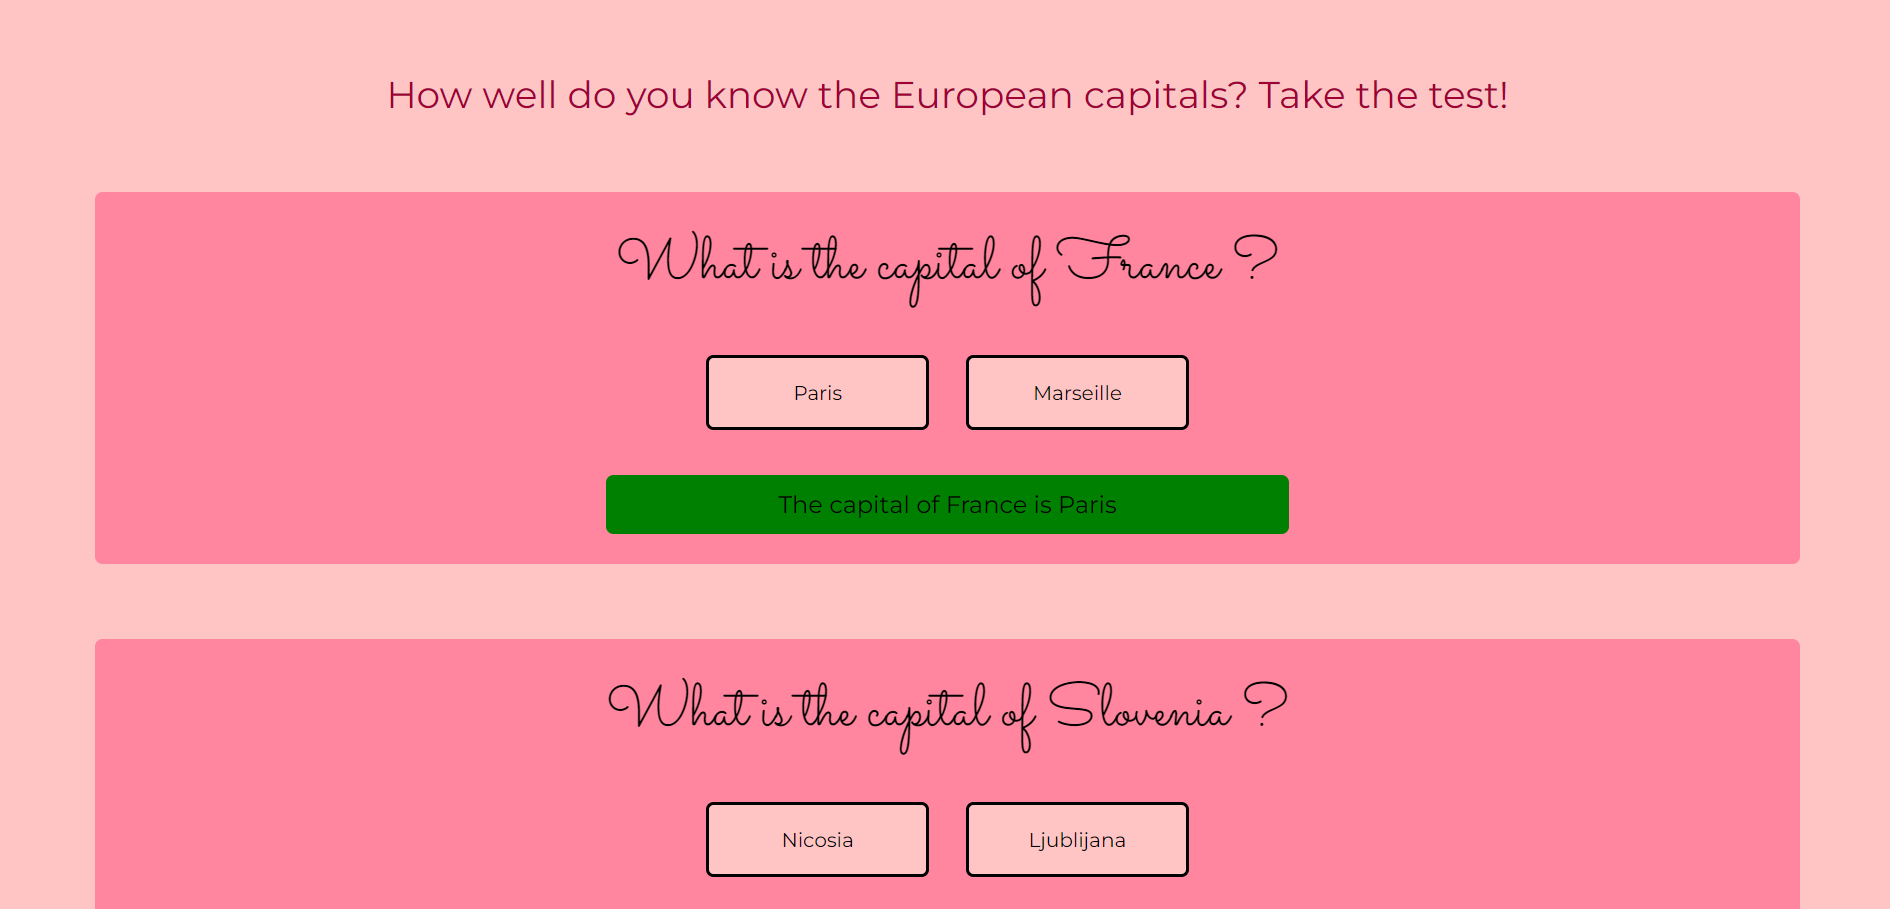 How well do you know the European capitals? Take the test!
What is the capital of France ?
Paris
Marseille
The capital of France is Paris
What is the capital of Slovenia ?
Nicosia
Ljublijana